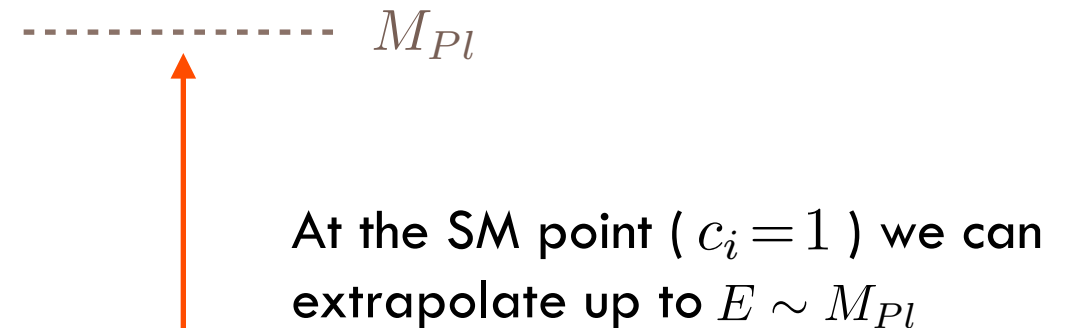 M_{Pl}
At the SM point ( c_i = 1 ) we can
extrapolate up to E ∼ M_{Pl}